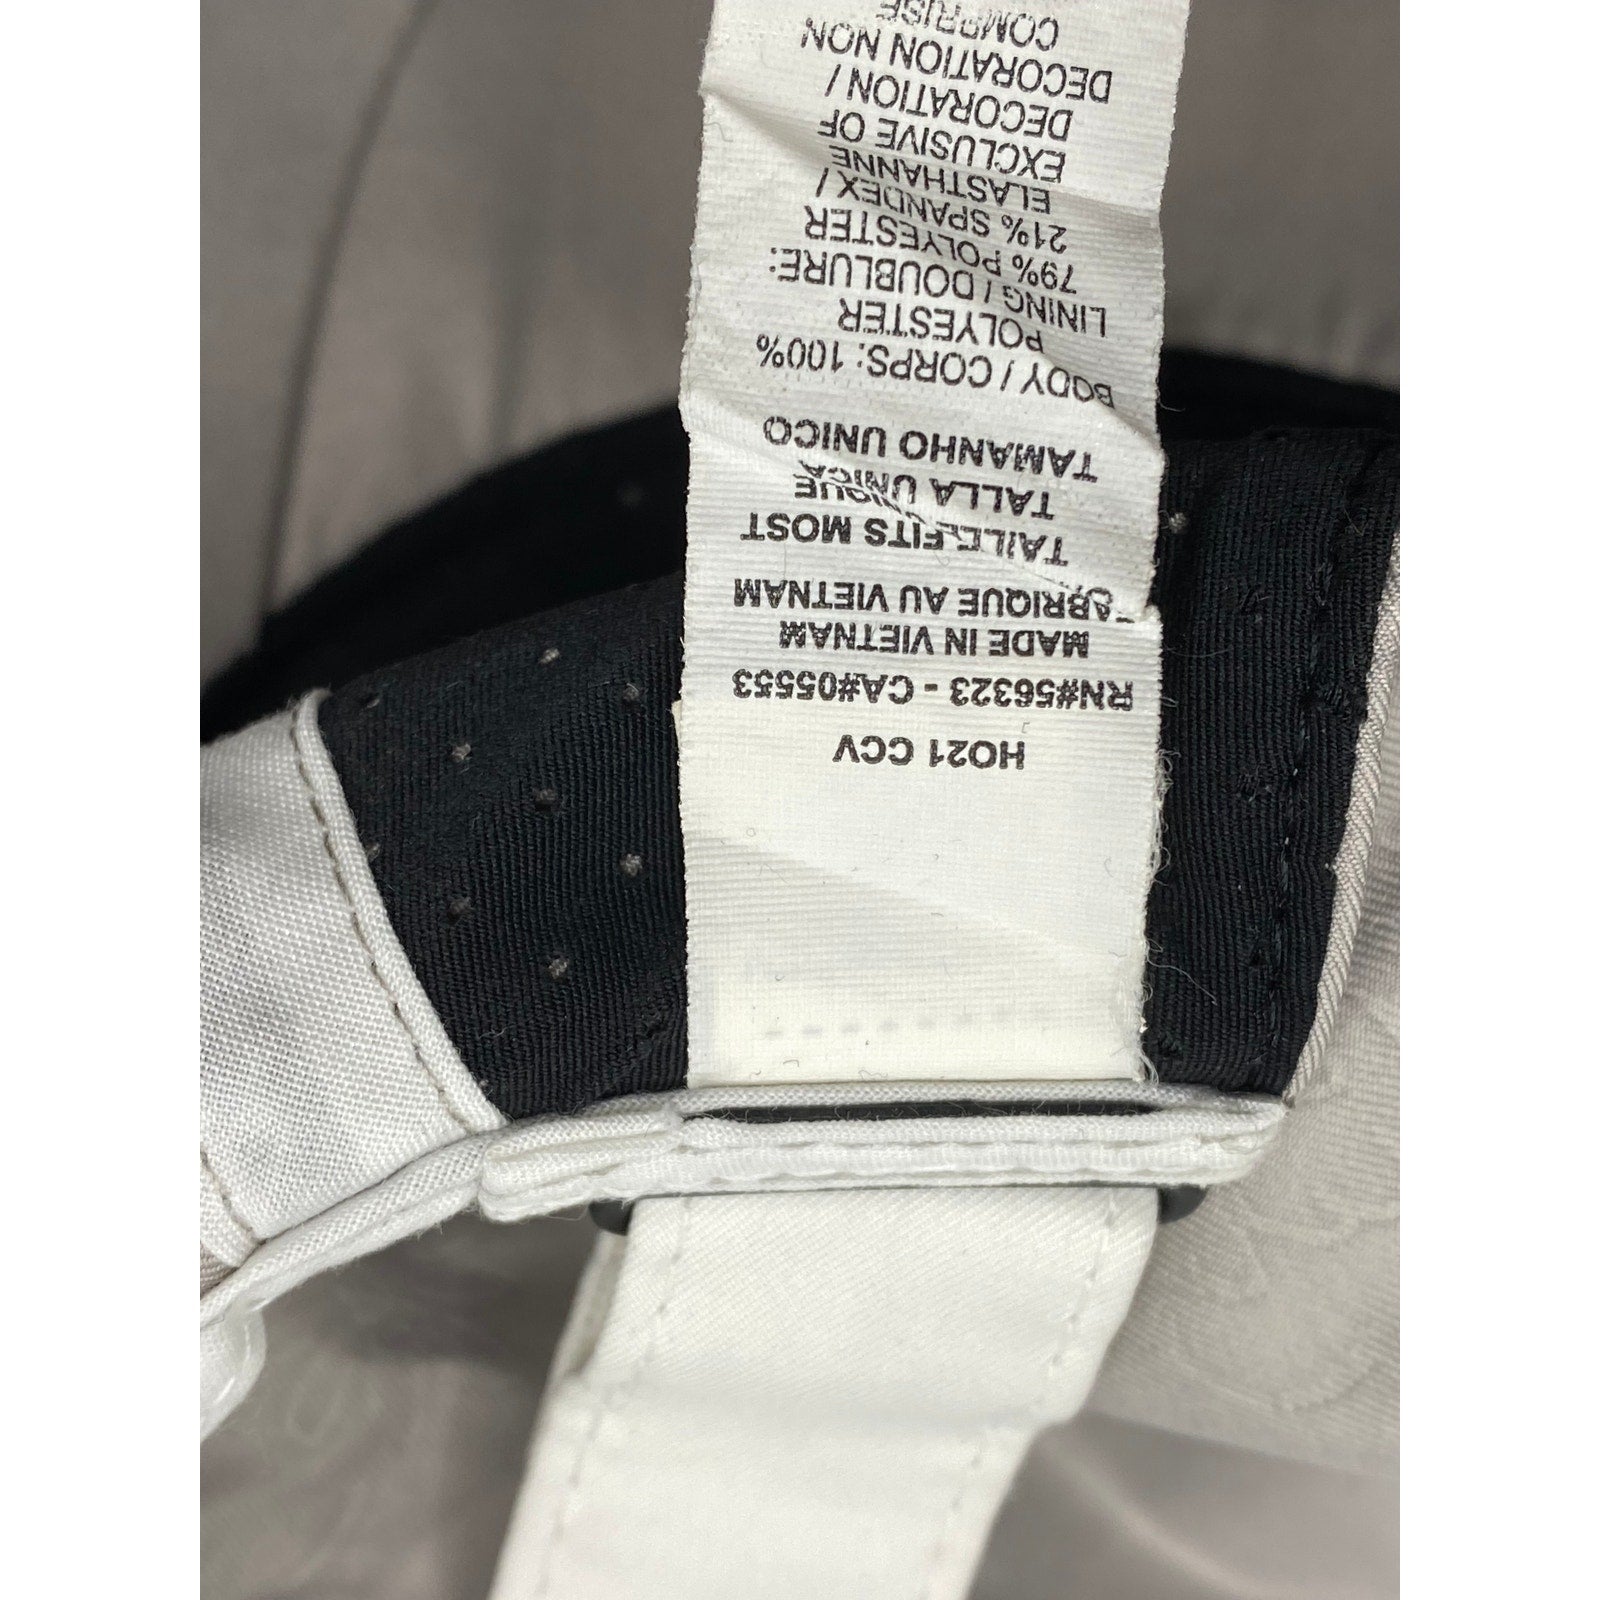 HO21 CCV
RN#56323 - CA#05553
MADE IN VIETNAM
FABRIQUE AU VIETNAM
TAILLE FITS MOST
UNIQUE
TALLA UNICA
TAMANHO UNICO
BODY / CORPS: 100%
POLYESTER
LINING / DOUBLURE:
79% POLYESTER
21% SPANDEX /
ELASTHANNE
EXCLUSIVE OF
DECORATION /
DECORATION NON
COMPRISE